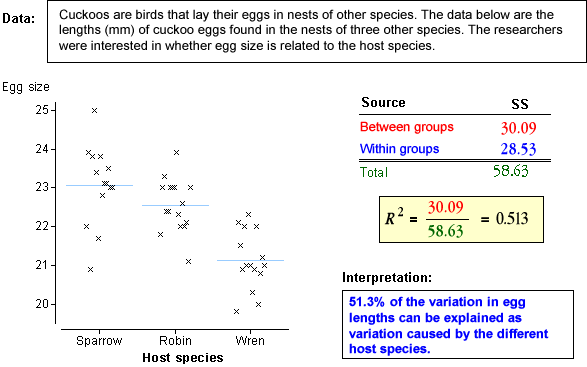 Data:
Cuckoos are birds that lay their eggs in nests of other species. The data below are the
lengths (mm) of cuckoo eggs found in the nests of three other species. The researchers
were interested in whether egg size is related to the host species.
Egg size
25
24
23
22
21
20
Sparrow Robin Wren
Host species
Source SS
Between groups 30.09
Within groups 28.53
Total 58.63
R² = 30.09 / 58.63 = 0.513
Interpretation:
51.3% of the variation in egg
lengths can be explained as
variation caused by the different
host species.